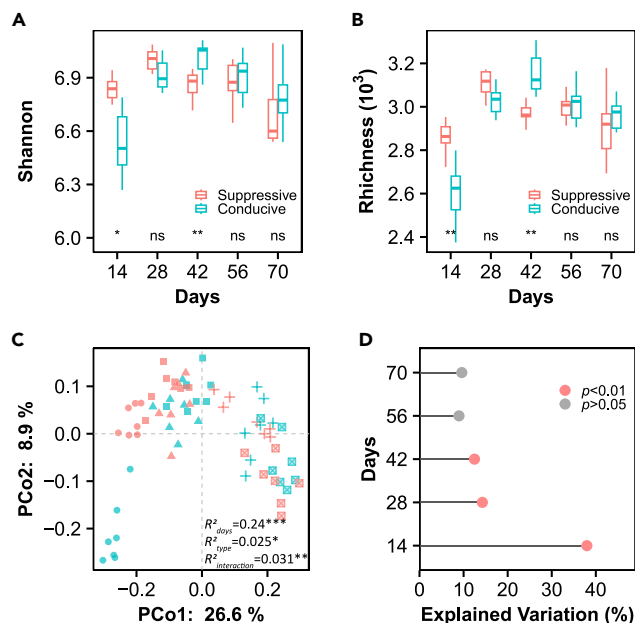 A
Shannon
6.9
6.6
6.3
6.0
Suppressive
Conducive
* ns ** ns ns
14 28 42 56 70
Days
B
Rhichness (10³)
3.2
3.0
2.8
2.6
2.4
Suppressive
Conducive
** ns ** ns ns
14 28 42 56 70
Days
C
PCo2: 8.9 %
0.1
0.0
−0.1
−0.2
R²days=0.24***
R²type=0.025*
R²interaction=0.031**
−0.2 0.0 0.2
PCo1: 26.6 %
D
Days
70
56
42
28
14
p<0.01
p>0.05
0 10 20 30 40
Explained Variation (%)